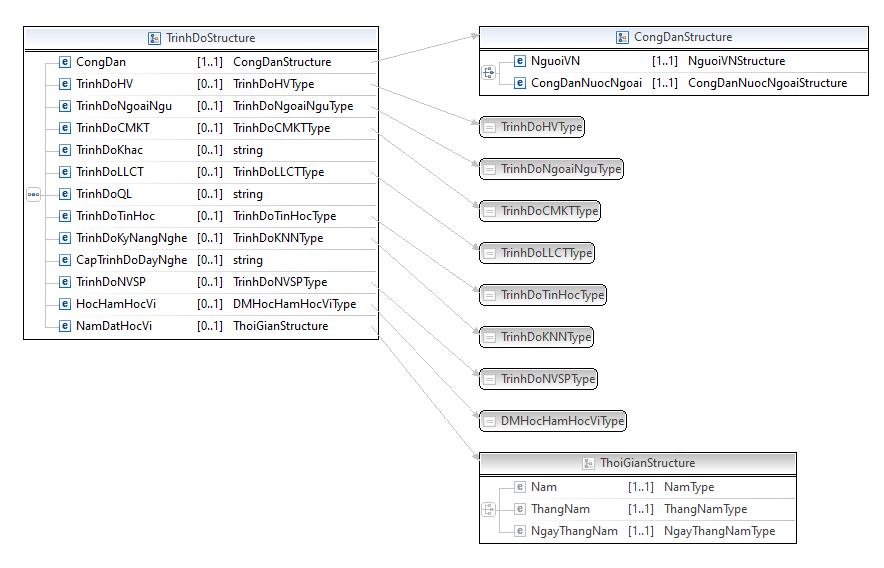 TrinhDoStructure
e CongDan [1..1] CongDanStructure
e TrinhDoHV [0..1] TrinhDoHVType
e TrinhDoNgoaiNgu [0..1] TrinhDoNgoaiNguType
e TrinhDoCMKT [0..1] TrinhDoCMKTType
e TrinhDoKhac [0..1] string
e TrinhDoLLCT [0..1] TrinhDoLLCTType
e TrinhDoQL [0..1] string
e TrinhDoTinHoc [0..1] TrinhDoTinHocType
e TrinhDoKyNangNghe [0..1] TrinhDoKNNType
e CapTrinhDoDayNghe [0..1] string
e TrinhDoNVSP [0..1] TrinhDoNVSPType
e HocHamHocVi [0..1] DMHocHamHocViType
e NamDatHocVi [0..1] ThoiGianStructure
CongDanStructure
e NguoiVN [1..1] NguoiVNStructure
e CongDanNuocNgoai [1..1] CongDanNuocNgoaiStructure
TrinhDoHVType
TrinhDoNgoaiNguType
TrinhDoCMKTType
TrinhDoLLCTType
TrinhDoTinHocType
TrinhDoKNNType
TrinhDoNVSPType
DMHocHamHocViType
ThoiGianStructure
e Nam [1..1] NamType
e ThangNam [1..1] ThangNamType
e NgayThangNam [1..1] NgayThangNamType